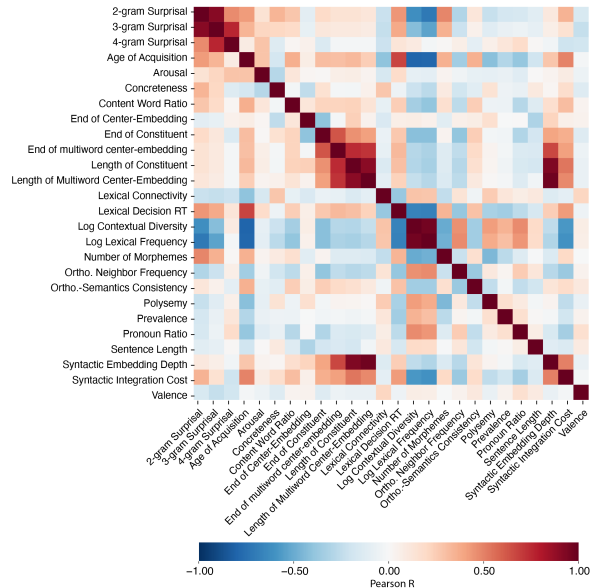 2-gram Surprisal
3-gram Surprisal
4-gram Surprisal
Age of Acquisition
Arousal
Concreteness
Content Word Ratio
End of Center-Embedding
End of Constituent
End of multiword center-embedding
Length of Constituent
Length of Multiword Center-Embedding
Lexical Connectivity
Lexical Decision RT
Log Contextual Diversity
Log Lexical Frequency
Number of Morphemes
Ortho. Neighbor Frequency
Ortho.-Semantics Consistency
Polysemy
Prevalence
Pronoun Ratio
Sentence Length
Syntactic Embedding Depth
Syntactic Integration Cost
Valence
2-gram Surprisal
3-gram Surprisal
4-gram Surprisal
Age of Acquisition
Arousal
Concreteness
Content Word Ratio
End of Center-Embedding
End of Constituent
End of multiword center-embedding
Length of Constituent
Length of Multiword Center-Embedding
Lexical Connectivity
Lexical Decision RT
Log Contextual Diversity
Log Lexical Frequency
Number of Morphemes
Ortho. Neighbor Frequency
Ortho.-Semantics Consistency
Polysemy
Prevalence
Pronoun Ratio
Sentence Length
Syntactic Embedding Depth
Syntactic Integration Cost
Valence
−1.00 −0.50 0.00 0.50 1.00
Pearson R